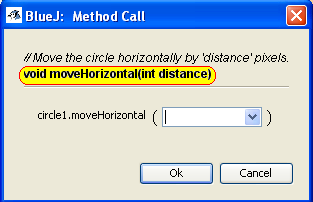 BlueJ: Method Call
// Move the circle horizontally by 'distance' pixels.
void moveHorizontal(int distance)
circle1.moveHorizontal ( )
Ok Cancel